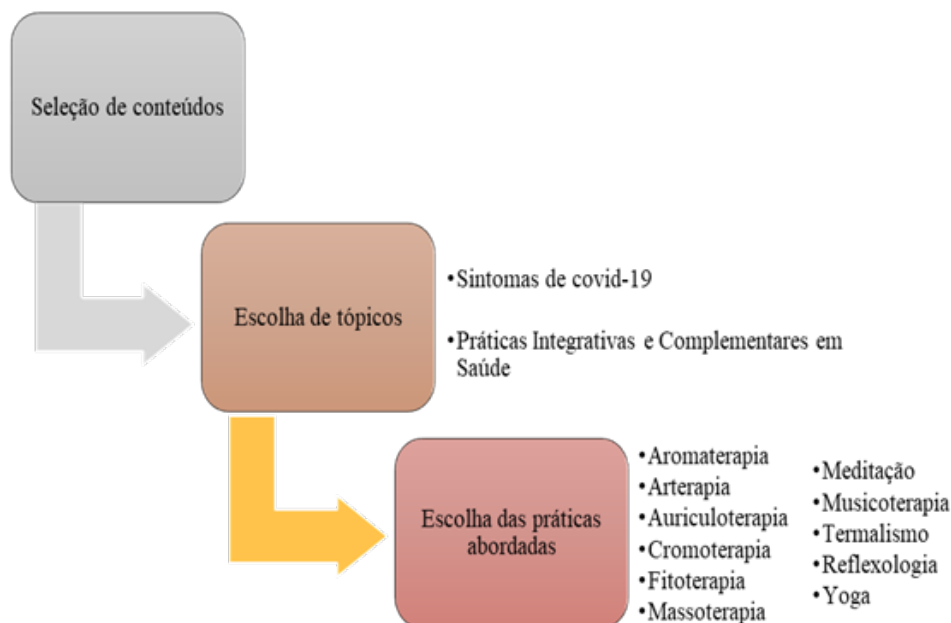 Seleção de conteúdos
Escolha de tópicos
•Sintomas de covid-19
•Práticas Integrativas e Complementares em
Saúde
Escolha das práticas
abordadas
•Aromaterapia
•Arterapia
•Auriculoterapia
•Cromoterapia
•Fitoterapia
•Massoterapia
•Meditação
•Musicoterapia
•Termalismo
•Reflexologia
•Yoga